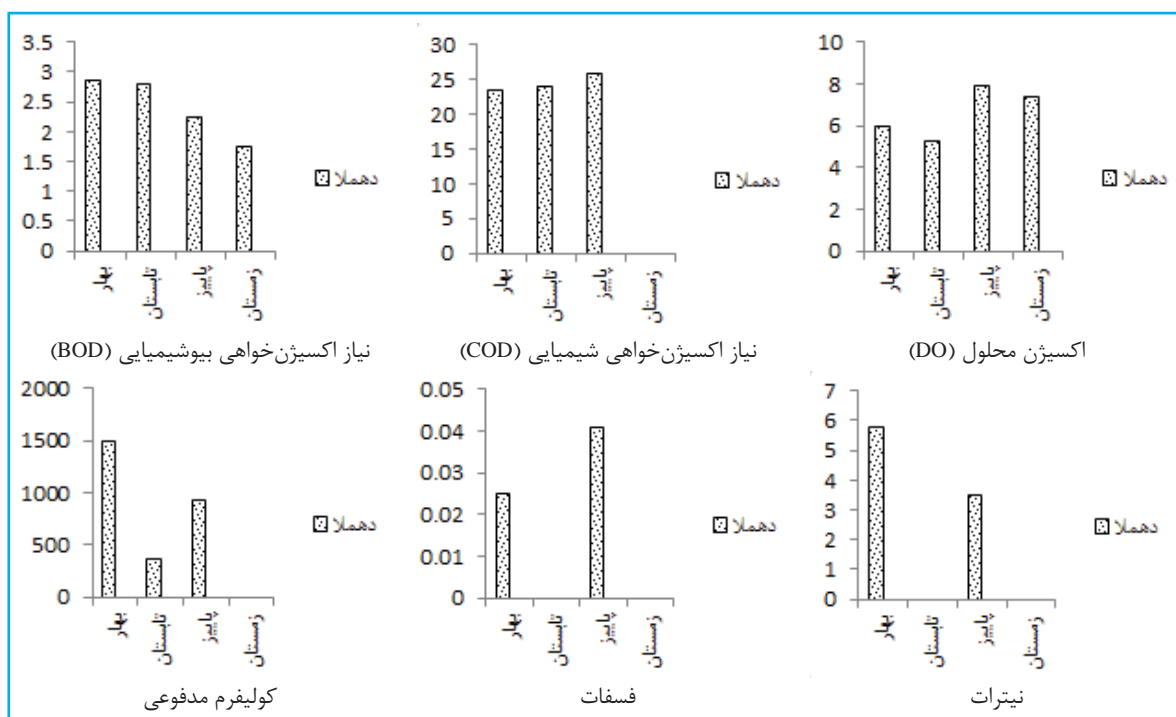 3.5
3
2.5
2
1.5
1
0.5
0
بهار
تابستان
پاییز
زمستان
دهملا
نیاز اکسیژن‌خواهی بیوشیمیایی (BOD)
30
25
20
15
10
5
0
بهار
تابستان
پاییز
زمستان
دهملا
نیاز اکسیژن‌خواهی شیمیایی (COD)
10
8
6
4
2
0
بهار
تابستان
پاییز
زمستان
دهملا
اکسیژن محلول (DO)
2000
1500
1000
500
0
بهار
تابستان
پاییز
زمستان
دهملا
کولیفرم مدفوعی
0.05
0.04
0.03
0.02
0.01
0
بهار
تابستان
پاییز
زمستان
دهملا
فسفات
7
6
5
4
3
2
1
0
بهار
تابستان
پاییز
زمستان
دهملا
نیترات